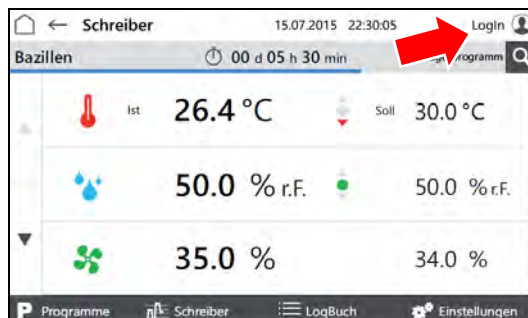 ← Schreiber 15.07.2015 22:30:05 LogIn
Bazillen 00 d 05 h 30 min programm
Ist 26.4 °C Soll 30.0 °C
50.0 % r.F. 50.0 % r.F.
35.0 % 34.0 %
P Programme Schreiber LogBuch Einstellungen